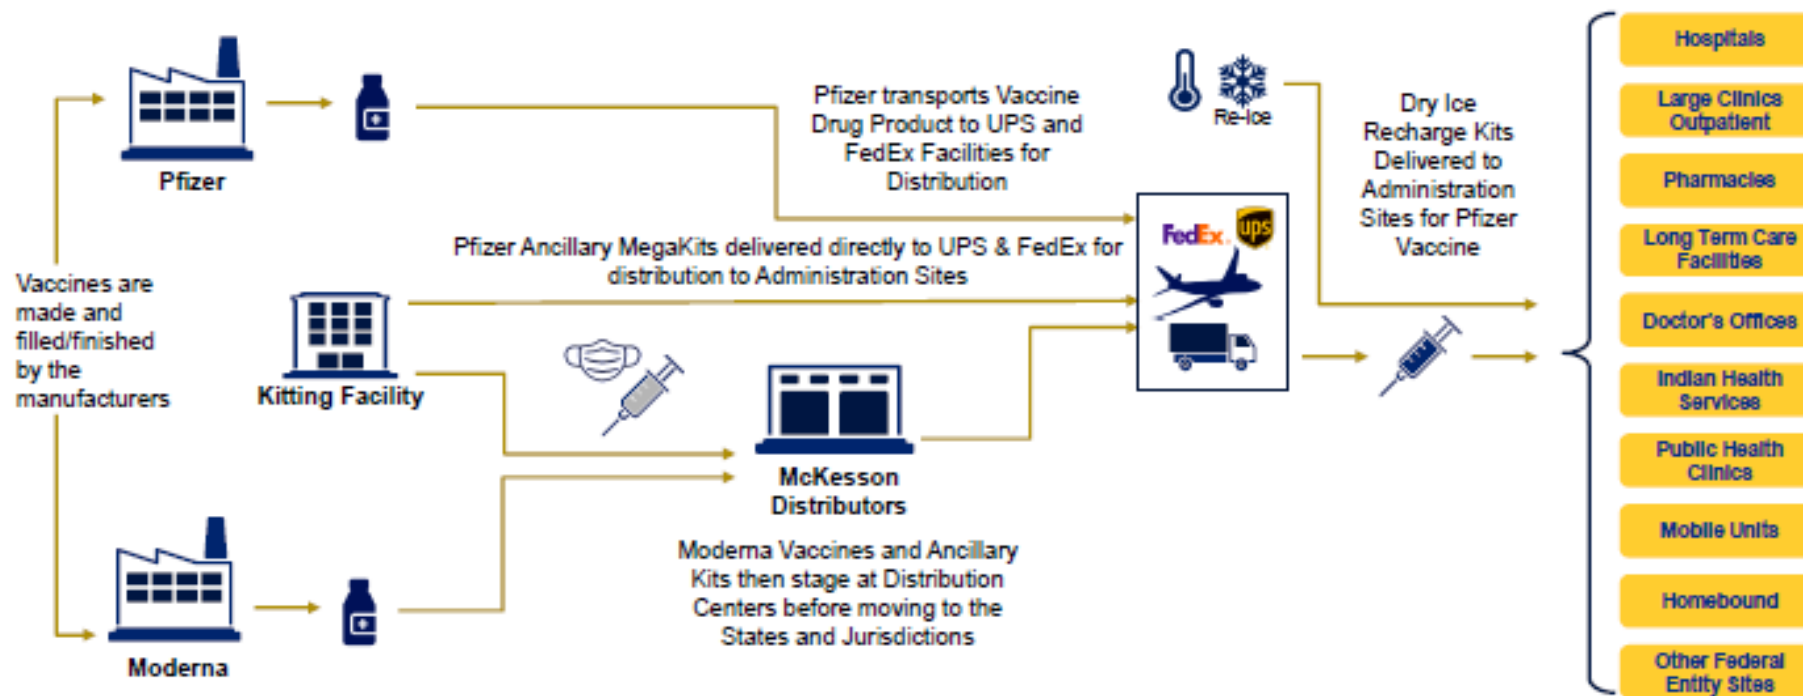 Vaccines are
made and
filled/finished
by the
manufacturers
Pfizer
Pfizer transports Vaccine
Drug Product to UPS and
FedEx Facilities for
Distribution
Re-Ice
Dry Ice
Recharge Kits
Delivered to
Administration
Sites for Pfizer
Vaccine
Pfizer Ancillary MegaKits delivered directly to UPS & FedEx for
distribution to Administration Sites
FedEx
ups
Kitting Facility
McKesson
Distributors
Moderna Vaccines and Ancillary
Kits then stage at Distribution
Centers before moving to the
States and Jurisdictions
Moderna
Hospitals
Large Clinics
Outpatient
Pharmacies
Long Term Care
Facilities
Doctor's Offices
Indian Health
Services
Public Health
Clinics
Mobile Units
Homebound
Other Federal
Entity Sites